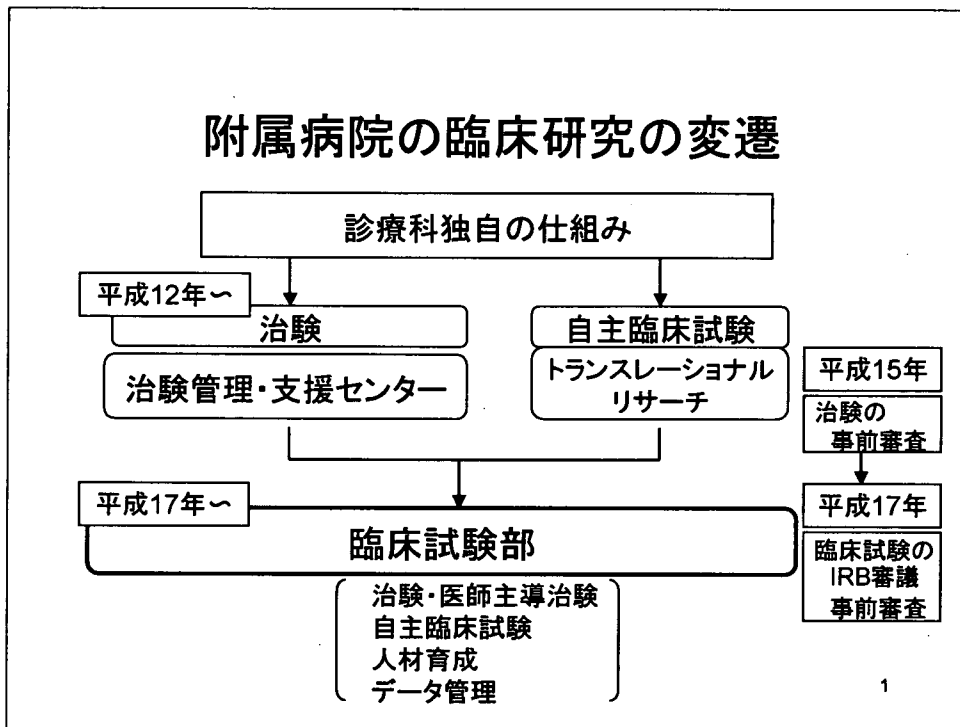 附属病院の臨床研究の変遷
診療科独自の仕組み
平成12年～
治験
治験管理・支援センター
自主臨床試験
トランスレーショナル
リサーチ
平成15年
治験の
事前審査
平成17年～
臨床試験部
治験・医師主導治験
自主臨床試験
人材育成
データ管理
平成17年
臨床試験の
IRB審議
事前審査
1